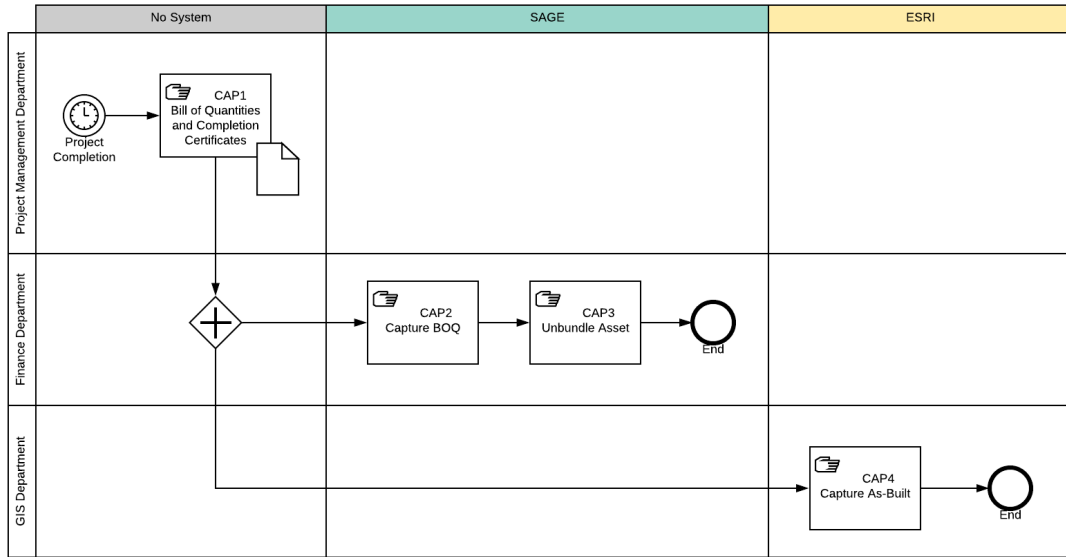 No System
SAGE
ESRI
Project Management Department
Project
Completion
CAP1
Bill of Quantities
and Completion
Certificates
Finance Department
CAP2
Capture BOQ
CAP3
Unbundle Asset
End
GIS Department
CAP4
Capture As-Built
End